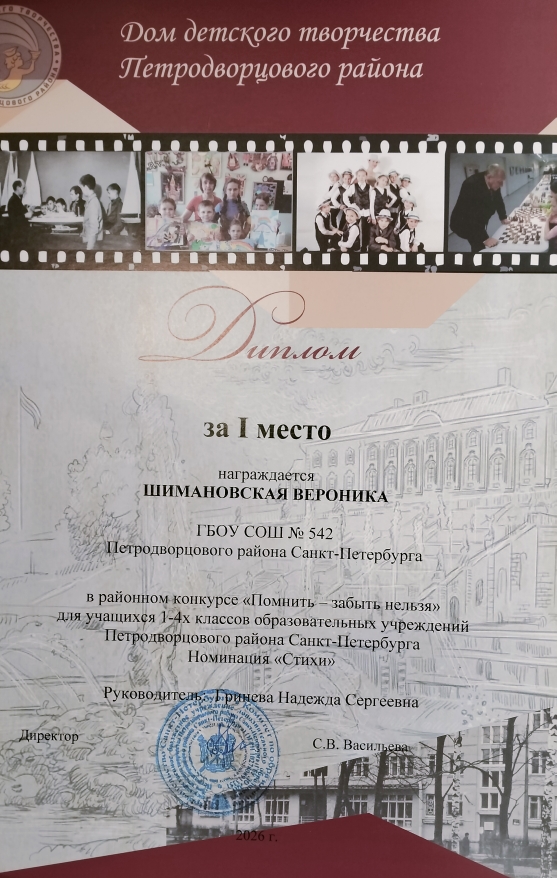 Дом детского творчества
Петродворцового района
Диплом
за I место
награждается
ШИМАНОВСКАЯ ВЕРОНИКА
ГБОУ СОШ № 542
Петродворцового района Санкт-Петербурга
в районном конкурсе «Помнить – забыть нельзя»
для учащихся 1-4х классов образовательных учреждений
Петродворцового района Санкт-Петербурга
Номинация «Стихи»
Руководитель: Гринева Надежда Сергеевна
Директор
С.В. Васильева
2026 г.